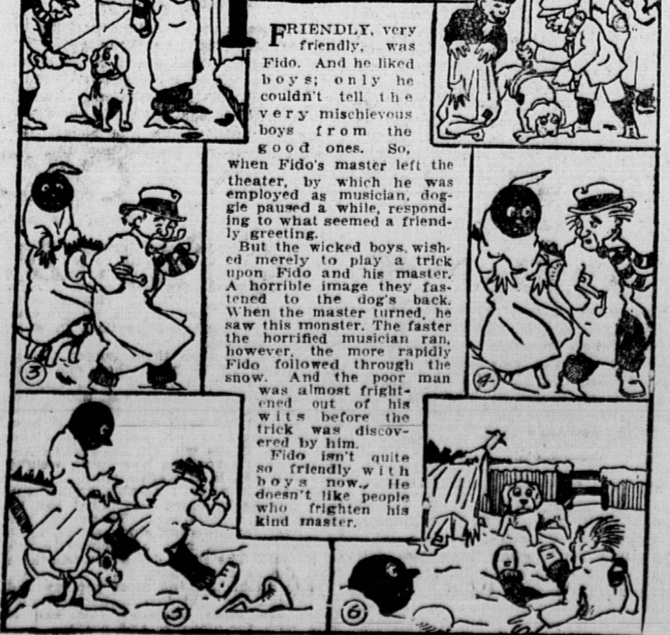 FRIENDLY, very
friendly, was
Fido. And he liked
boys; only he
couldn't tell the
very mischievous
boys from the
good ones. So,
when Fido's master left the
theater, by which he was
employed as musician, dog-
gie paused a while, respond-
ing to what seemed a friend-
ly greeting.
But the wicked boys wish-
ed merely to play a trick
upon Fido and his master.
A horrible image they fas-
tened to the dog's back.
When the master turned, he
saw this monster. The faster
the horrified musician ran,
however, the more rapidly
Fido followed through the
snow. And the poor man
was almost fright-
ened out of his
wits before the
trick was discov-
ered by him.
Fido isn't quite
so friendly with
boys now. He
doesn't like people
who frighten his
kind master.
3
4
5
6